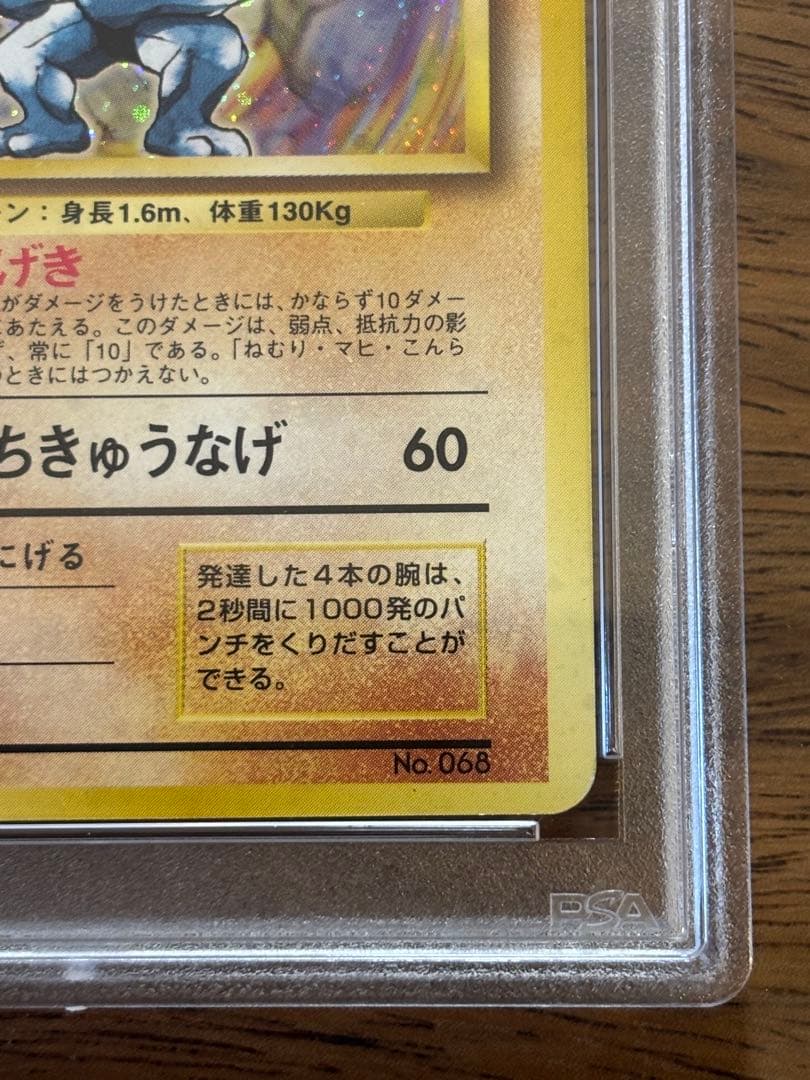 ン：身長1.6m、体重130Kg
げき
がダメージをうけたときには、かならず10ダメー
あたえる。このダメージは、弱点、抵抗力の影
、常に「10」である。「ねむり・マヒ・こんら
ときにはつかえない。
ちきゅうなげ 60
にげる
発達した4本の腕は、
2秒間に1000発のパ
ンチをくりだすことが
できる。
No. 068
PSA